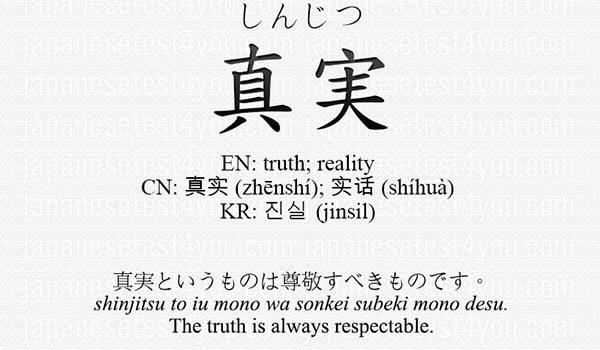 しんじつ
真実
EN: truth; reality
CN: 真实 (zhēnshí); 实话 (shíhuà)
KR: 진실 (jinsil)
真実というものは尊敬すべきものです。
shinjitsu to iu mono wa sonkei subeki mono desu.
The truth is always respectable.
japanesetest4you.com